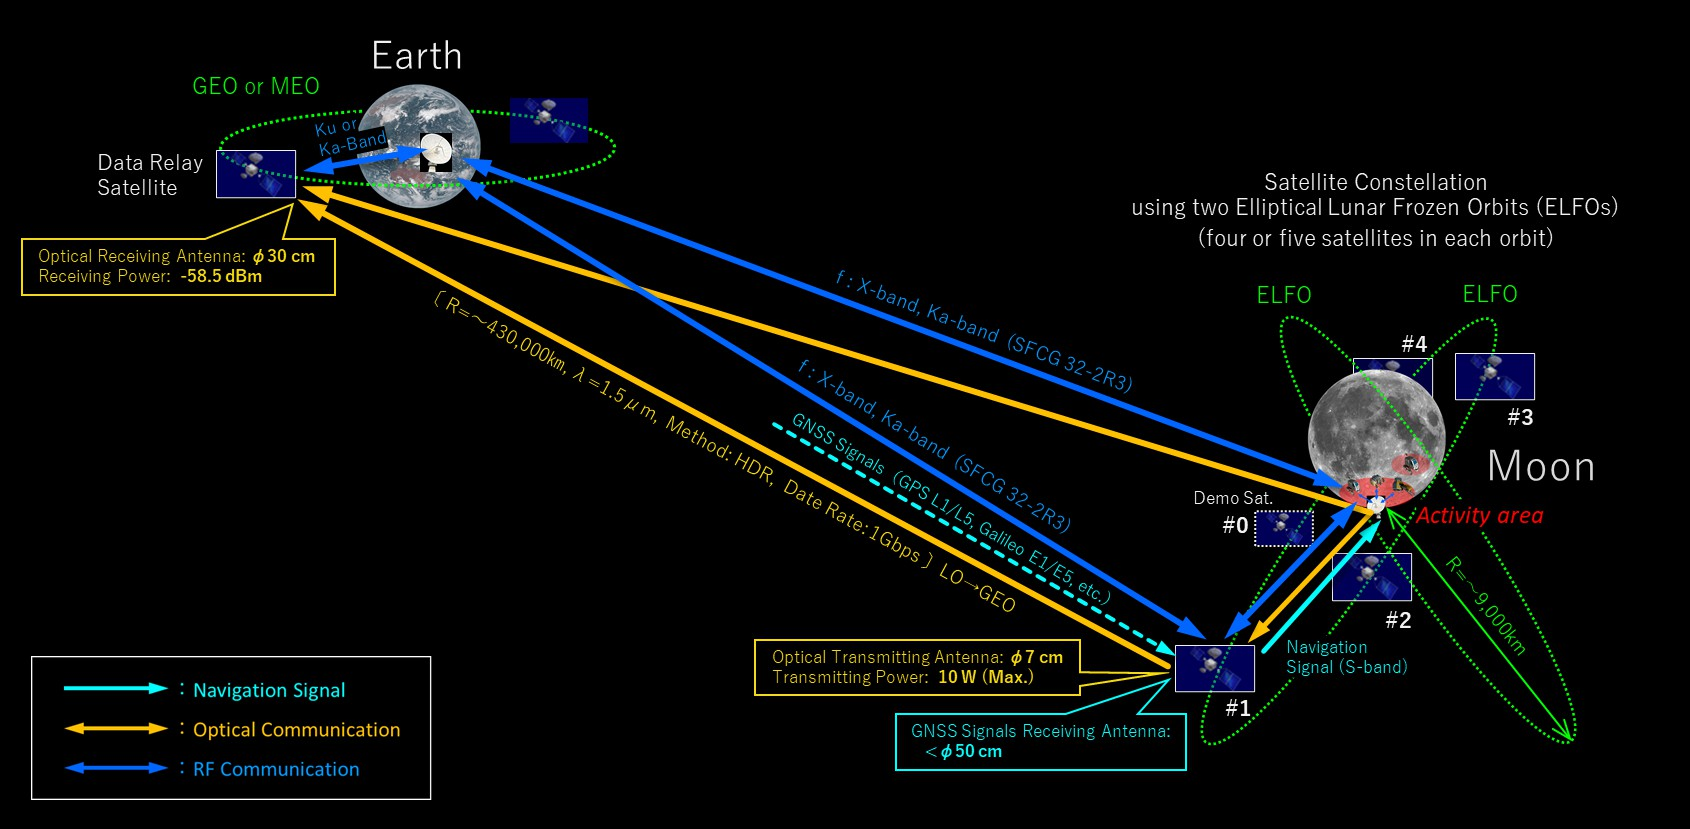 Earth
GEO or MEO
Ku or
Ka-Band
Data Relay
Satellite
Optical Receiving Antenna: φ30 cm
Receiving Power: -58.5 dBm
Satellite Constellation
using two Elliptical Lunar Frozen Orbits (ELFOs)
(four or five satellites in each orbit)
ELFO
ELFO
#4
#3
Moon
f : X-band, Ka-band (SFCG 32-2R3)
f : X-band, Ka-band (SFCG 32-2R3)
GNSS Signals (GPS L1/L5, Galileo E1/E5, etc.)
〔 R=～430,000km, λ=1.5μm, Method: HDR, Date Rate: 1Gbps 〕 LO→GEO
Demo Sat.
#0
Activity area
#2
R=～9,000km
Navigation
Signal (S-band)
Optical Transmitting Antenna: φ7 cm
Transmitting Power: 10 W (Max.)
#1
GNSS Signals Receiving Antenna:
＜φ50 cm
: Navigation Signal
: Optical Communication
: RF Communication